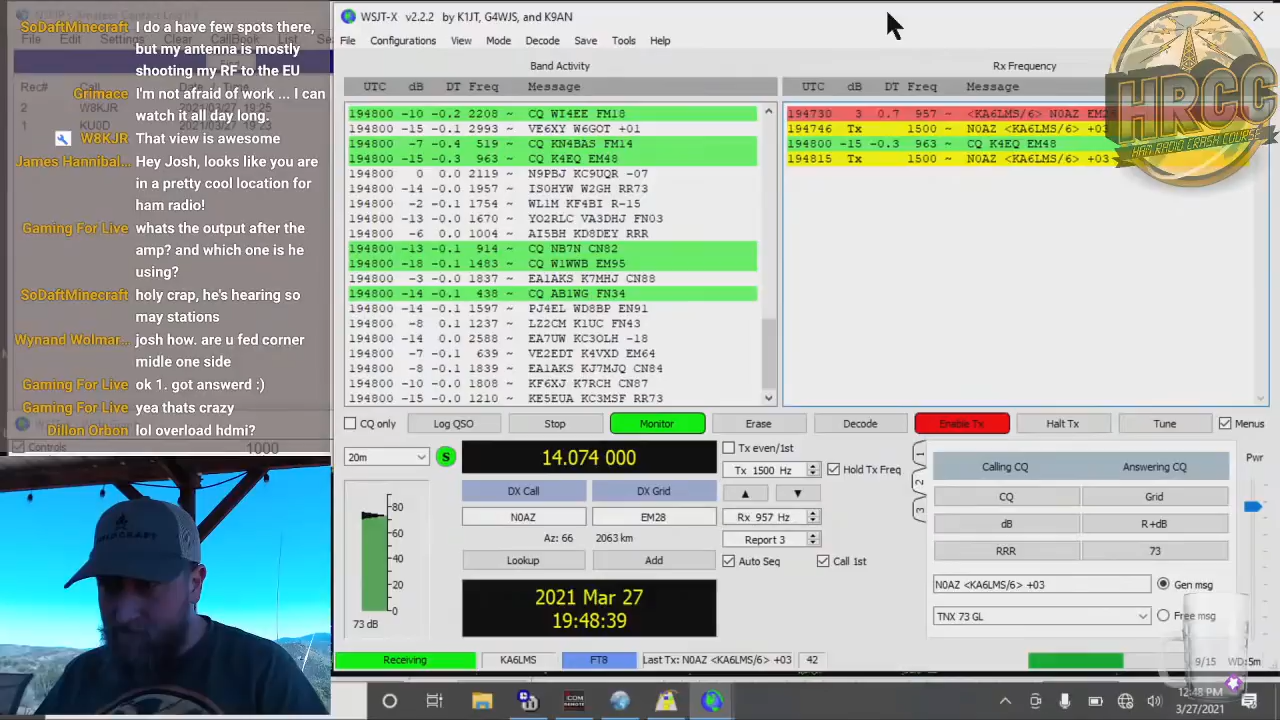 SoDaftMinecraft I do a have few spots there,
but my antenna is mostly
shooting my RF to the EU
Grimace I'm not afraid of work ... I can
watch it all day long.
W8KJR That view is awesome
James Hannibal... Hey Josh, looks like you are
in a pretty cool location for
ham radio!
Gaming For Live whats the output after the
amp? and which one is he
using?
SoDaftMinecraft holy crap, he's hearing so
may stations
Wynand Wolmar... josh how. are u fed corner
midle one side
Gaming For Live ok 1. got answerd :)
Gaming For Live yea thats crazy
Dillon Orbon lol overload hdmi?
Controls 1000
WSJT-X v2.2.2 by K1JT, G4WJS, and K9AN
File Configurations View Mode Decode Save Tools Help
Band Activity
UTC dB DT Freq Message
194800 -10 -0.2 2208 ~ CQ WI4EE FM18
194800 -15 -0.1 2993 ~ VE6XY W6GOT +01
194800 -7 -0.4 519 ~ CQ KN4BAS FM14
194800 -15 -0.3 963 ~ CQ K4EQ EM48
194800 0 0.0 2119 ~ N9PBJ KC9UQR -07
194800 -14 -0.0 1957 ~ IS0HYW W2GH RR73
194800 -2 -0.1 1754 ~ WL1M KF4BI R-15
194800 -13 -0.0 1670 ~ YO2RLC VA3DHJ FN03
194800 -6 0.0 1004 ~ AI5BH KD8DEY RRR
194800 -13 -0.1 914 ~ CQ NB7N CN82
194800 -18 -0.1 1483 ~ CQ W1WWB EM95
194800 -3 -0.0 1837 ~ EA1AKS K7MHJ CN88
194800 -14 -0.1 438 ~ CQ AB1WG FN34
194800 -14 -0.1 1597 ~ PJ4EL WD8BP EN91
194800 -8 0.1 1237 ~ LZ2CM K1UC FN43
194800 -14 0.0 2588 ~ EA7UW KC3OLH -18
194800 -7 -0.1 639 ~ VE2EDT K4VXD EM64
194800 -8 -0.1 1839 ~ EA1AKS KJ7MJQ CN84
194800 -10 -0.0 1808 ~ KF6XJ K7RCH CN87
194800 -15 -0.0 1210 ~ KE5EUA KC3MSF RR73
Rx Frequency
UTC dB DT Freq Message
194730 3 0.7 957 ~ <KA6LMS/6> N0AZ
194746 Tx 1500 ~ N0AZ <KA6LMS/6> +03
194800 -15 -0.3 963 ~ CQ K4EQ EM48
194815 Tx 1500 ~ N0AZ <KA6LMS/6> +03
HRCC
HAM RADIO CRASH COURSE
CQ only Log QSO Stop Monitor Erase Decode Enable Tx Halt Tx Tune Menus
20m S 14.074 000
Tx even/1st
Tx 1500 Hz Hold Tx Freq
DX Call DX Grid
N0AZ EM28
Rx 957 Hz
Az: 66 2063 km
Report 3
Lookup Add
Auto Seq Call 1st
2021 Mar 27
19:48:39
80
60
40
20
0
73 dB
1
2
3
Calling CQ Answering CQ
CQ Grid
dB R+dB
RRR 73
N0AZ <KA6LMS/6> +03 Gen msg
TNX 73 GL Free msg
Pwr
Receiving KA6LMS FT8 Last Tx: N0AZ <KA6LMS/6> +03 42 9/15 WD:5m
12:48 PM
3/27/2021